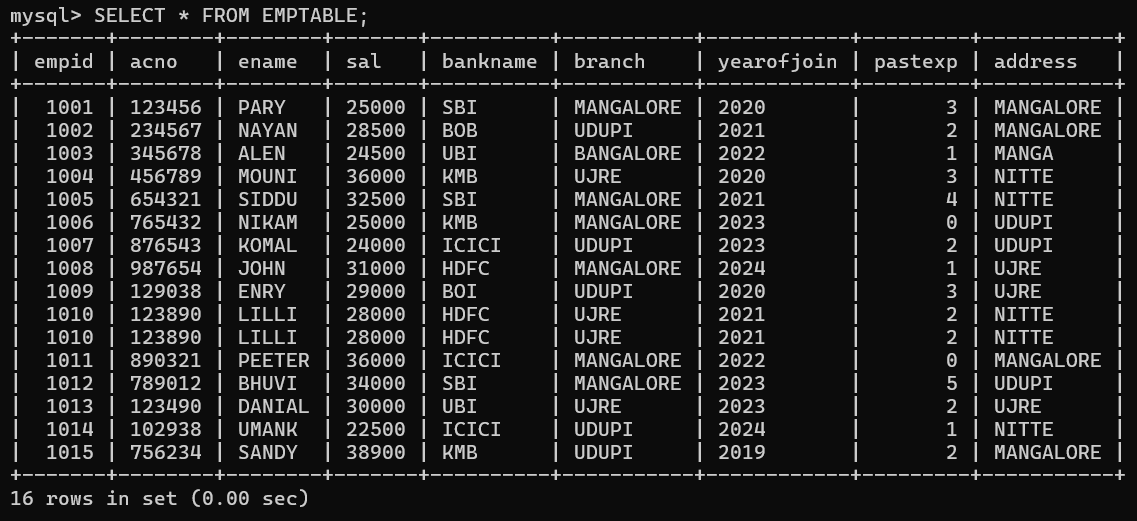 mysql> SELECT * FROM EMPTABLE;
+-------+--------+--------+-------+----------+-----------+------------+---------+-----------+
| empid | acno   | ename  | sal   | bankname | branch    | yearofjoin | pastexp | address   |
+-------+--------+--------+-------+----------+-----------+------------+---------+-----------+
|  1001 | 123456 | PARY   | 25000 | SBI      | MANGALORE | 2020       |       3 | MANGALORE |
|  1002 | 234567 | NAYAN  | 28500 | BOB      | UDUPI     | 2021       |       2 | MANGALORE |
|  1003 | 345678 | ALEN   | 24500 | UBI      | BANGALORE | 2022       |       1 | MANGA     |
|  1004 | 456789 | MOUNI  | 36000 | KMB      | UJRE      | 2020       |       3 | NITTE     |
|  1005 | 654321 | SIDDU  | 32500 | SBI      | MANGALORE | 2021       |       4 | NITTE     |
|  1006 | 765432 | NIKAM  | 25000 | KMB      | MANGALORE | 2023       |       0 | UDUPI     |
|  1007 | 876543 | KOMAL  | 24000 | ICICI    | UDUPI     | 2023       |       2 | UDUPI     |
|  1008 | 987654 | JOHN   | 31000 | HDFC     | MANGALORE | 2024       |       1 | UJRE      |
|  1009 | 129038 | ENRY   | 29000 | BOI      | UDUPI     | 2020       |       3 | UJRE      |
|  1010 | 123890 | LILLI  | 28000 | HDFC     | UJRE      | 2021       |       2 | NITTE     |
|  1010 | 123890 | LILLI  | 28000 | HDFC     | UJRE      | 2021       |       2 | NITTE     |
|  1011 | 890321 | PEETER | 36000 | ICICI    | MANGALORE | 2022       |       0 | MANGALORE |
|  1012 | 789012 | BHUVI  | 34000 | SBI      | MANGALORE | 2023       |       5 | UDUPI     |
|  1013 | 123490 | DANIAL | 30000 | UBI      | UJRE      | 2023       |       2 | UJRE      |
|  1014 | 102938 | UMANK  | 22500 | ICICI    | UDUPI     | 2024       |       1 | NITTE     |
|  1015 | 756234 | SANDY  | 38900 | KMB      | UDUPI     | 2019       |       2 | MANGALORE |
+-------+--------+--------+-------+----------+-----------+------------+---------+-----------+
16 rows in set (0.00 sec)